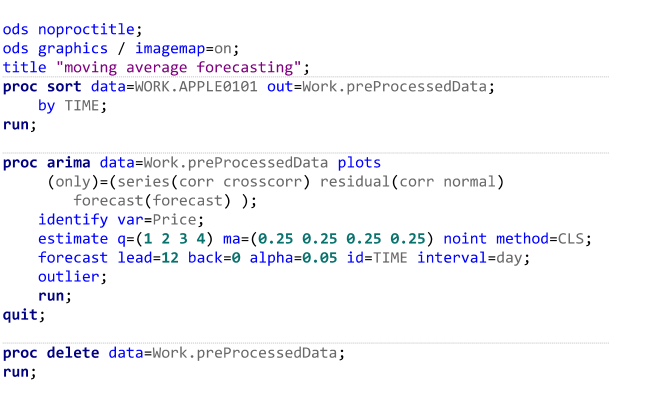 ods noproctitle;
ods graphics / imagemap=on;
title "moving average forecasting";
proc sort data=WORK.APPLE0101 out=Work.preProcessedData;
by TIME;
run;
proc arima data=Work.preProcessedData plots
(only)=(series(corr crosscorr) residual(corr normal)
forecast(forecast) );
identify var=Price;
estimate q=(1 2 3 4) ma=(0.25 0.25 0.25 0.25) noint method=CLS;
forecast lead=12 back=0 alpha=0.05 id=TIME interval=day;
outlier;
run;
quit;
proc delete data=Work.preProcessedData;
run;